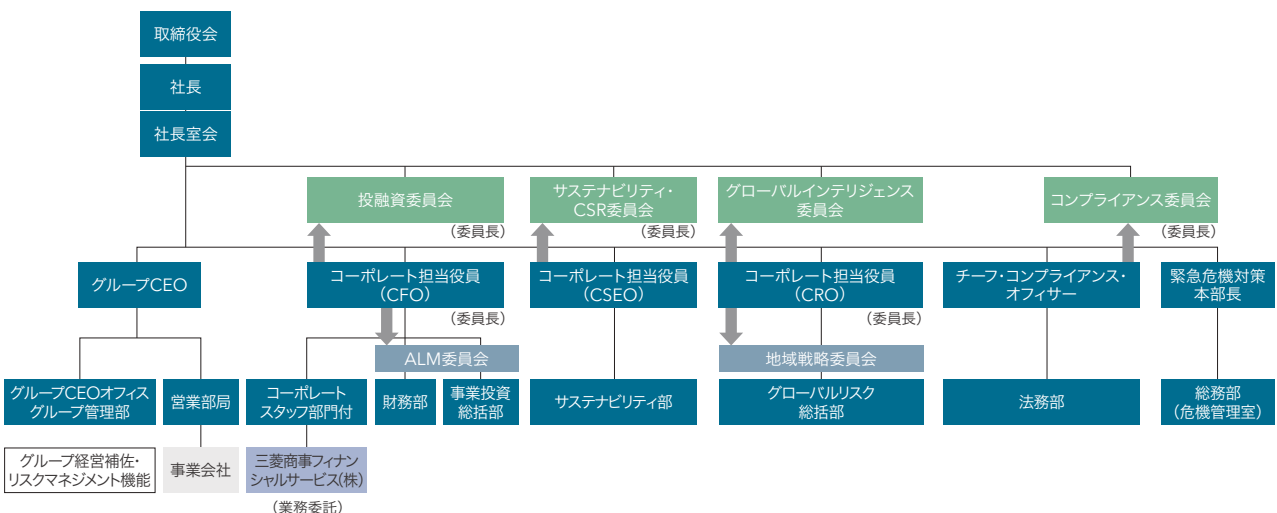 取締役会
社長
社長室会
投融資委員会
サステナビリティ・
CSR委員会
グローバルインテリジェンス
委員会
コンプライアンス委員会
（委員長）
（委員長）
（委員長）
グループCEO
コーポレート担当役員
（CFO）
コーポレート担当役員
（CSEO）
コーポレート担当役員
（CRO）
チーフ・コンプライアンス・
オフィサー
緊急危機対策
本部長
（委員長）
（委員長）
ALM委員会
地域戦略委員会
グループCEOオフィス
グループ管理部
営業部局
コーポレート
スタッフ部門付
財務部
事業投資
総括部
サステナビリティ部
グローバルリスク
総括部
法務部
総務部
（危機管理室）
グループ経営補佐・
リスクマネジメント機能
事業会社
三菱商事フィナン
シャルサービス(株)
（業務委託）